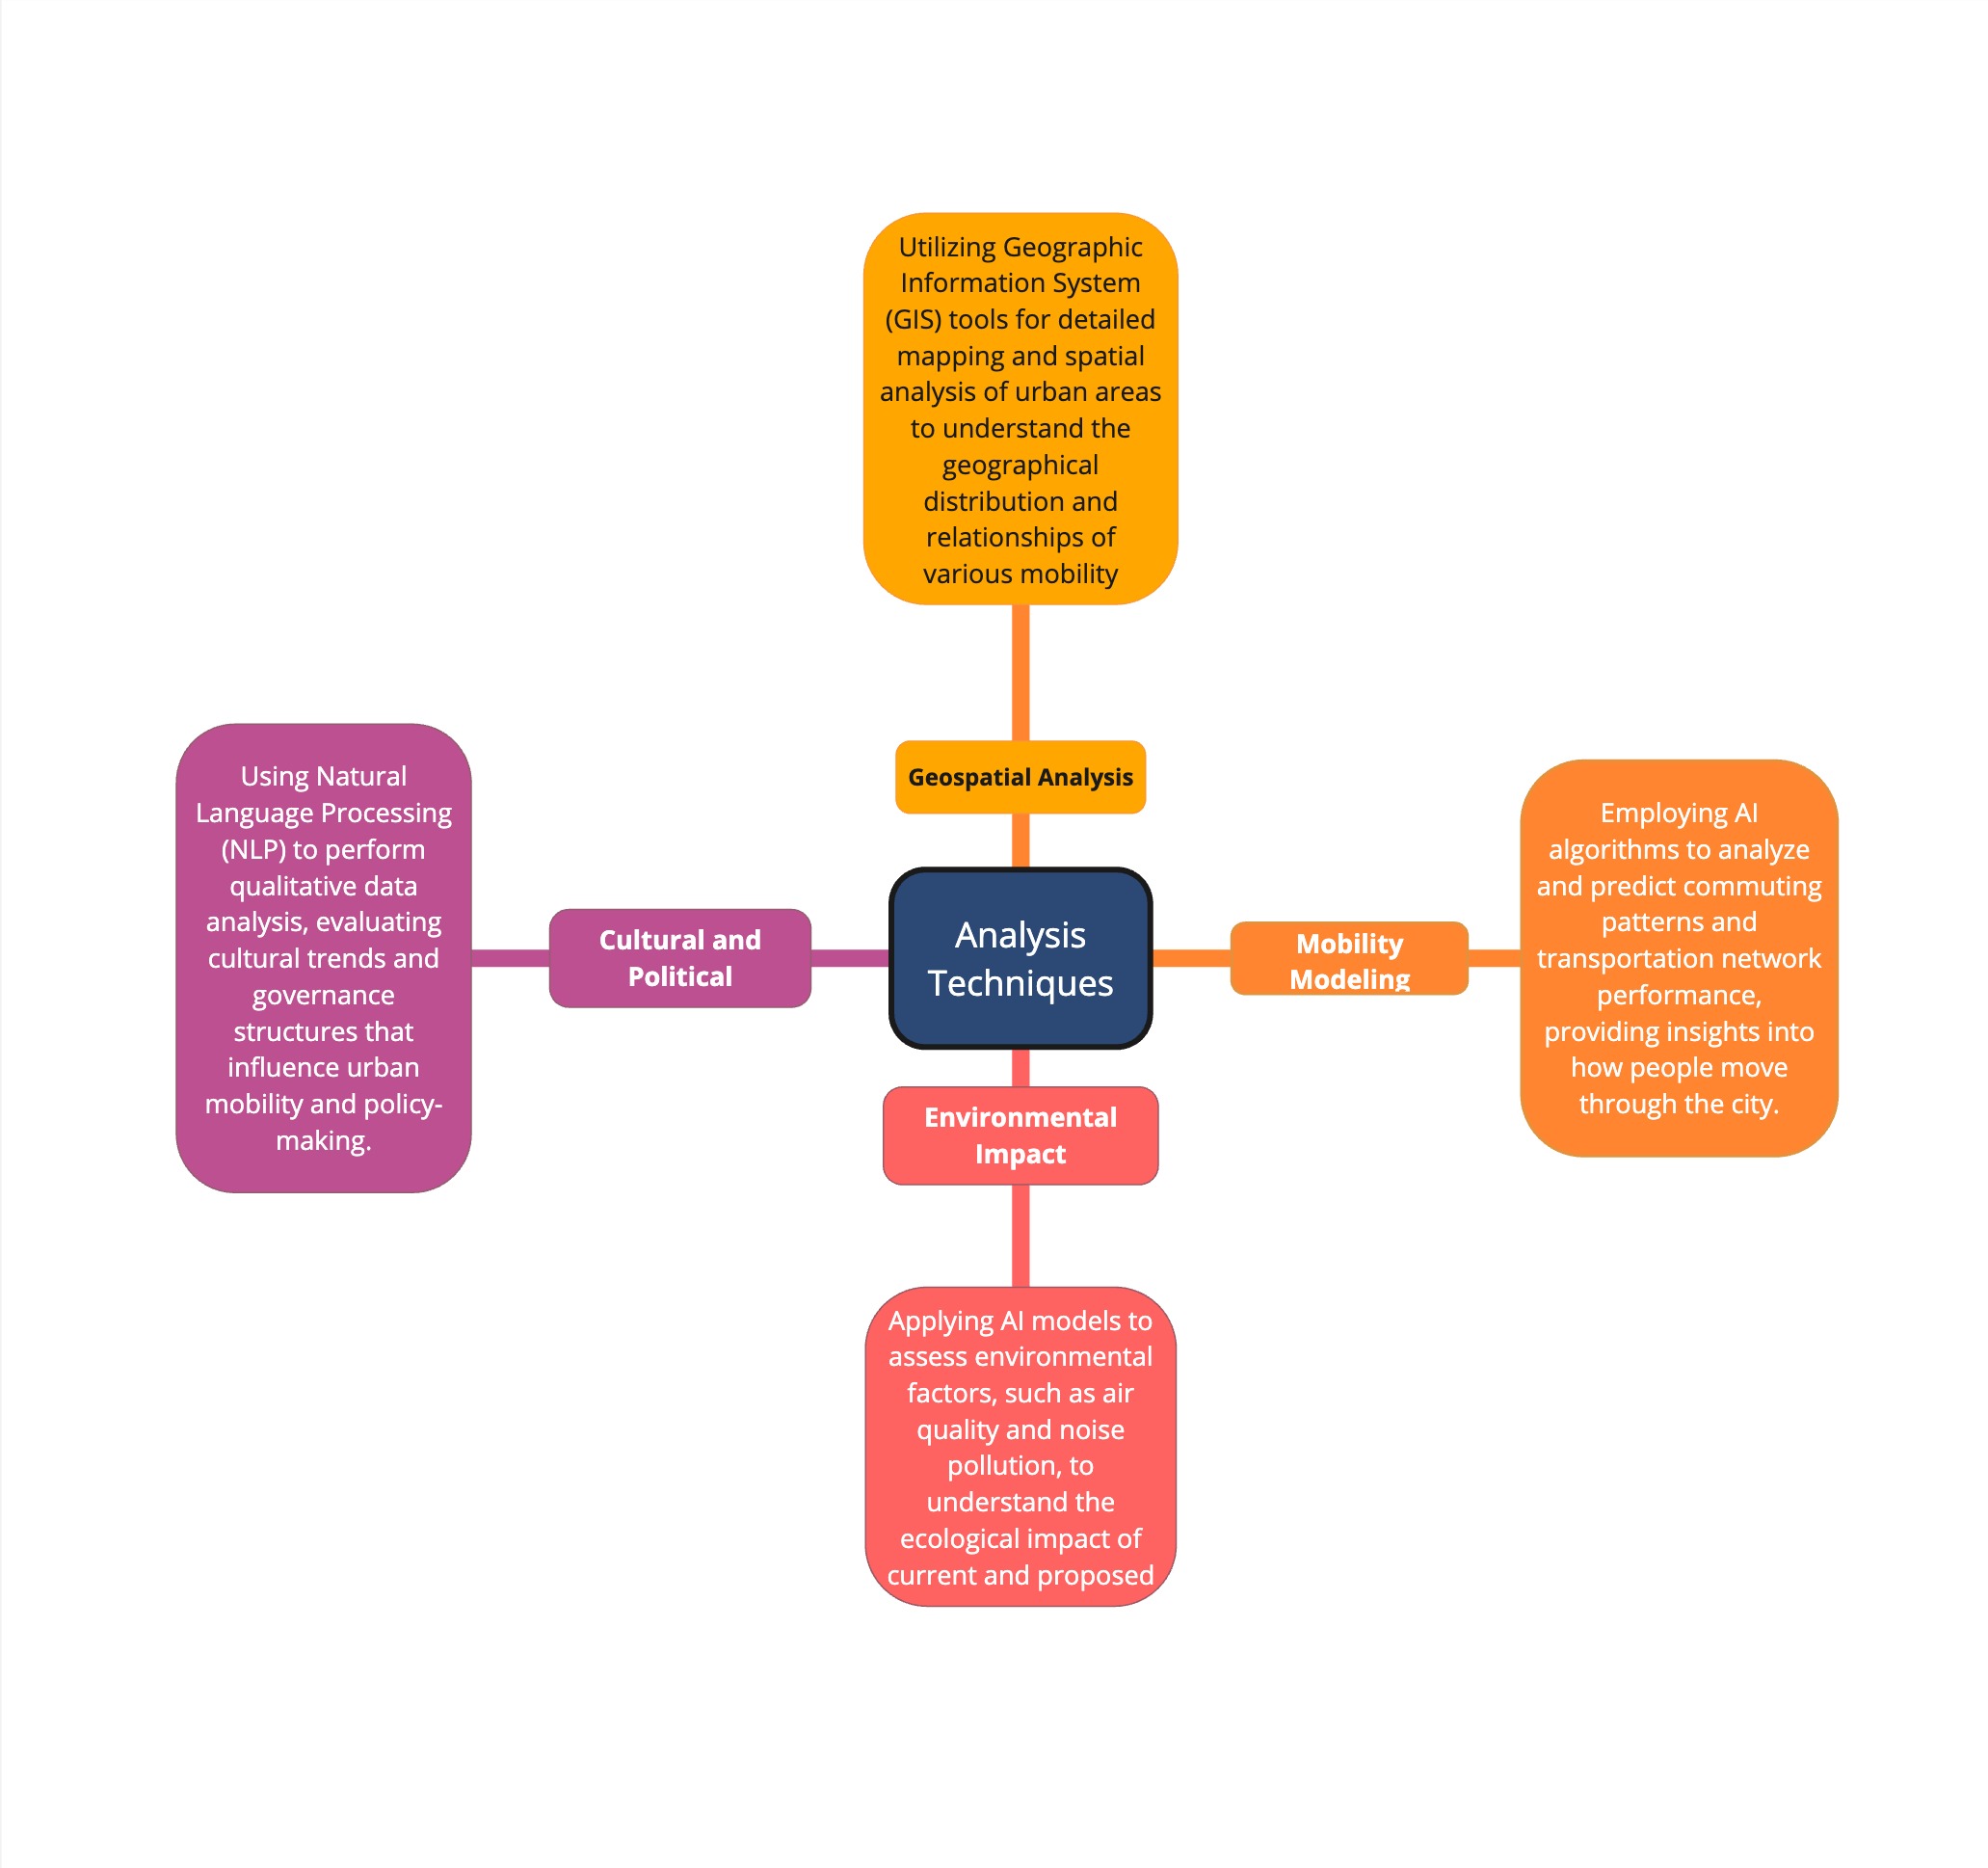 Utilizing Geographic
Information System
(GIS) tools for detailed
mapping and spatial
analysis of urban areas
to understand the
geographical
distribution and
relationships of
various mobility
Geospatial Analysis
Using Natural
Language Processing
(NLP) to perform
qualitative data
analysis, evaluating
cultural trends and
governance
structures that
influence urban
mobility and policy-
making.
Cultural and
Political
Analysis
Techniques
Mobility
Modeling
Employing AI
algorithms to analyze
and predict commuting
patterns and
transportation network
performance,
providing insights into
how people move
through the city.
Environmental
Impact
Applying AI models to
assess environmental
factors, such as air
quality and noise
pollution, to
understand the
ecological impact of
current and proposed